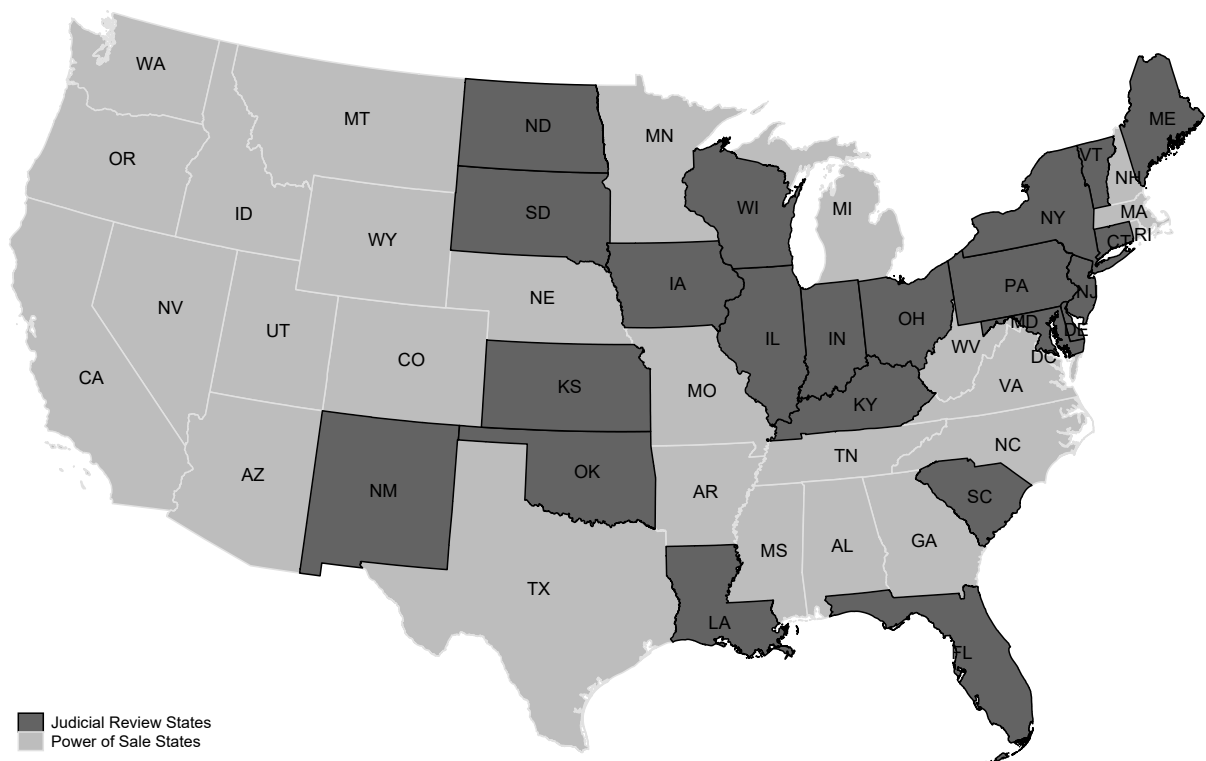 WA
MT
ND
MN
ME
OR
ID
WY
SD
WI
MI
VT
NH
NY
MA
CT
RI
NV
UT
CO
NE
IA
IL
IN
OH
PA
NJ
MD
DE
DC
WV
VA
CA
KS
MO
KY
AZ
NM
OK
AR
TN
NC
SC
TX
LA
MS
AL
GA
FL
Judicial Review States
Power of Sale States